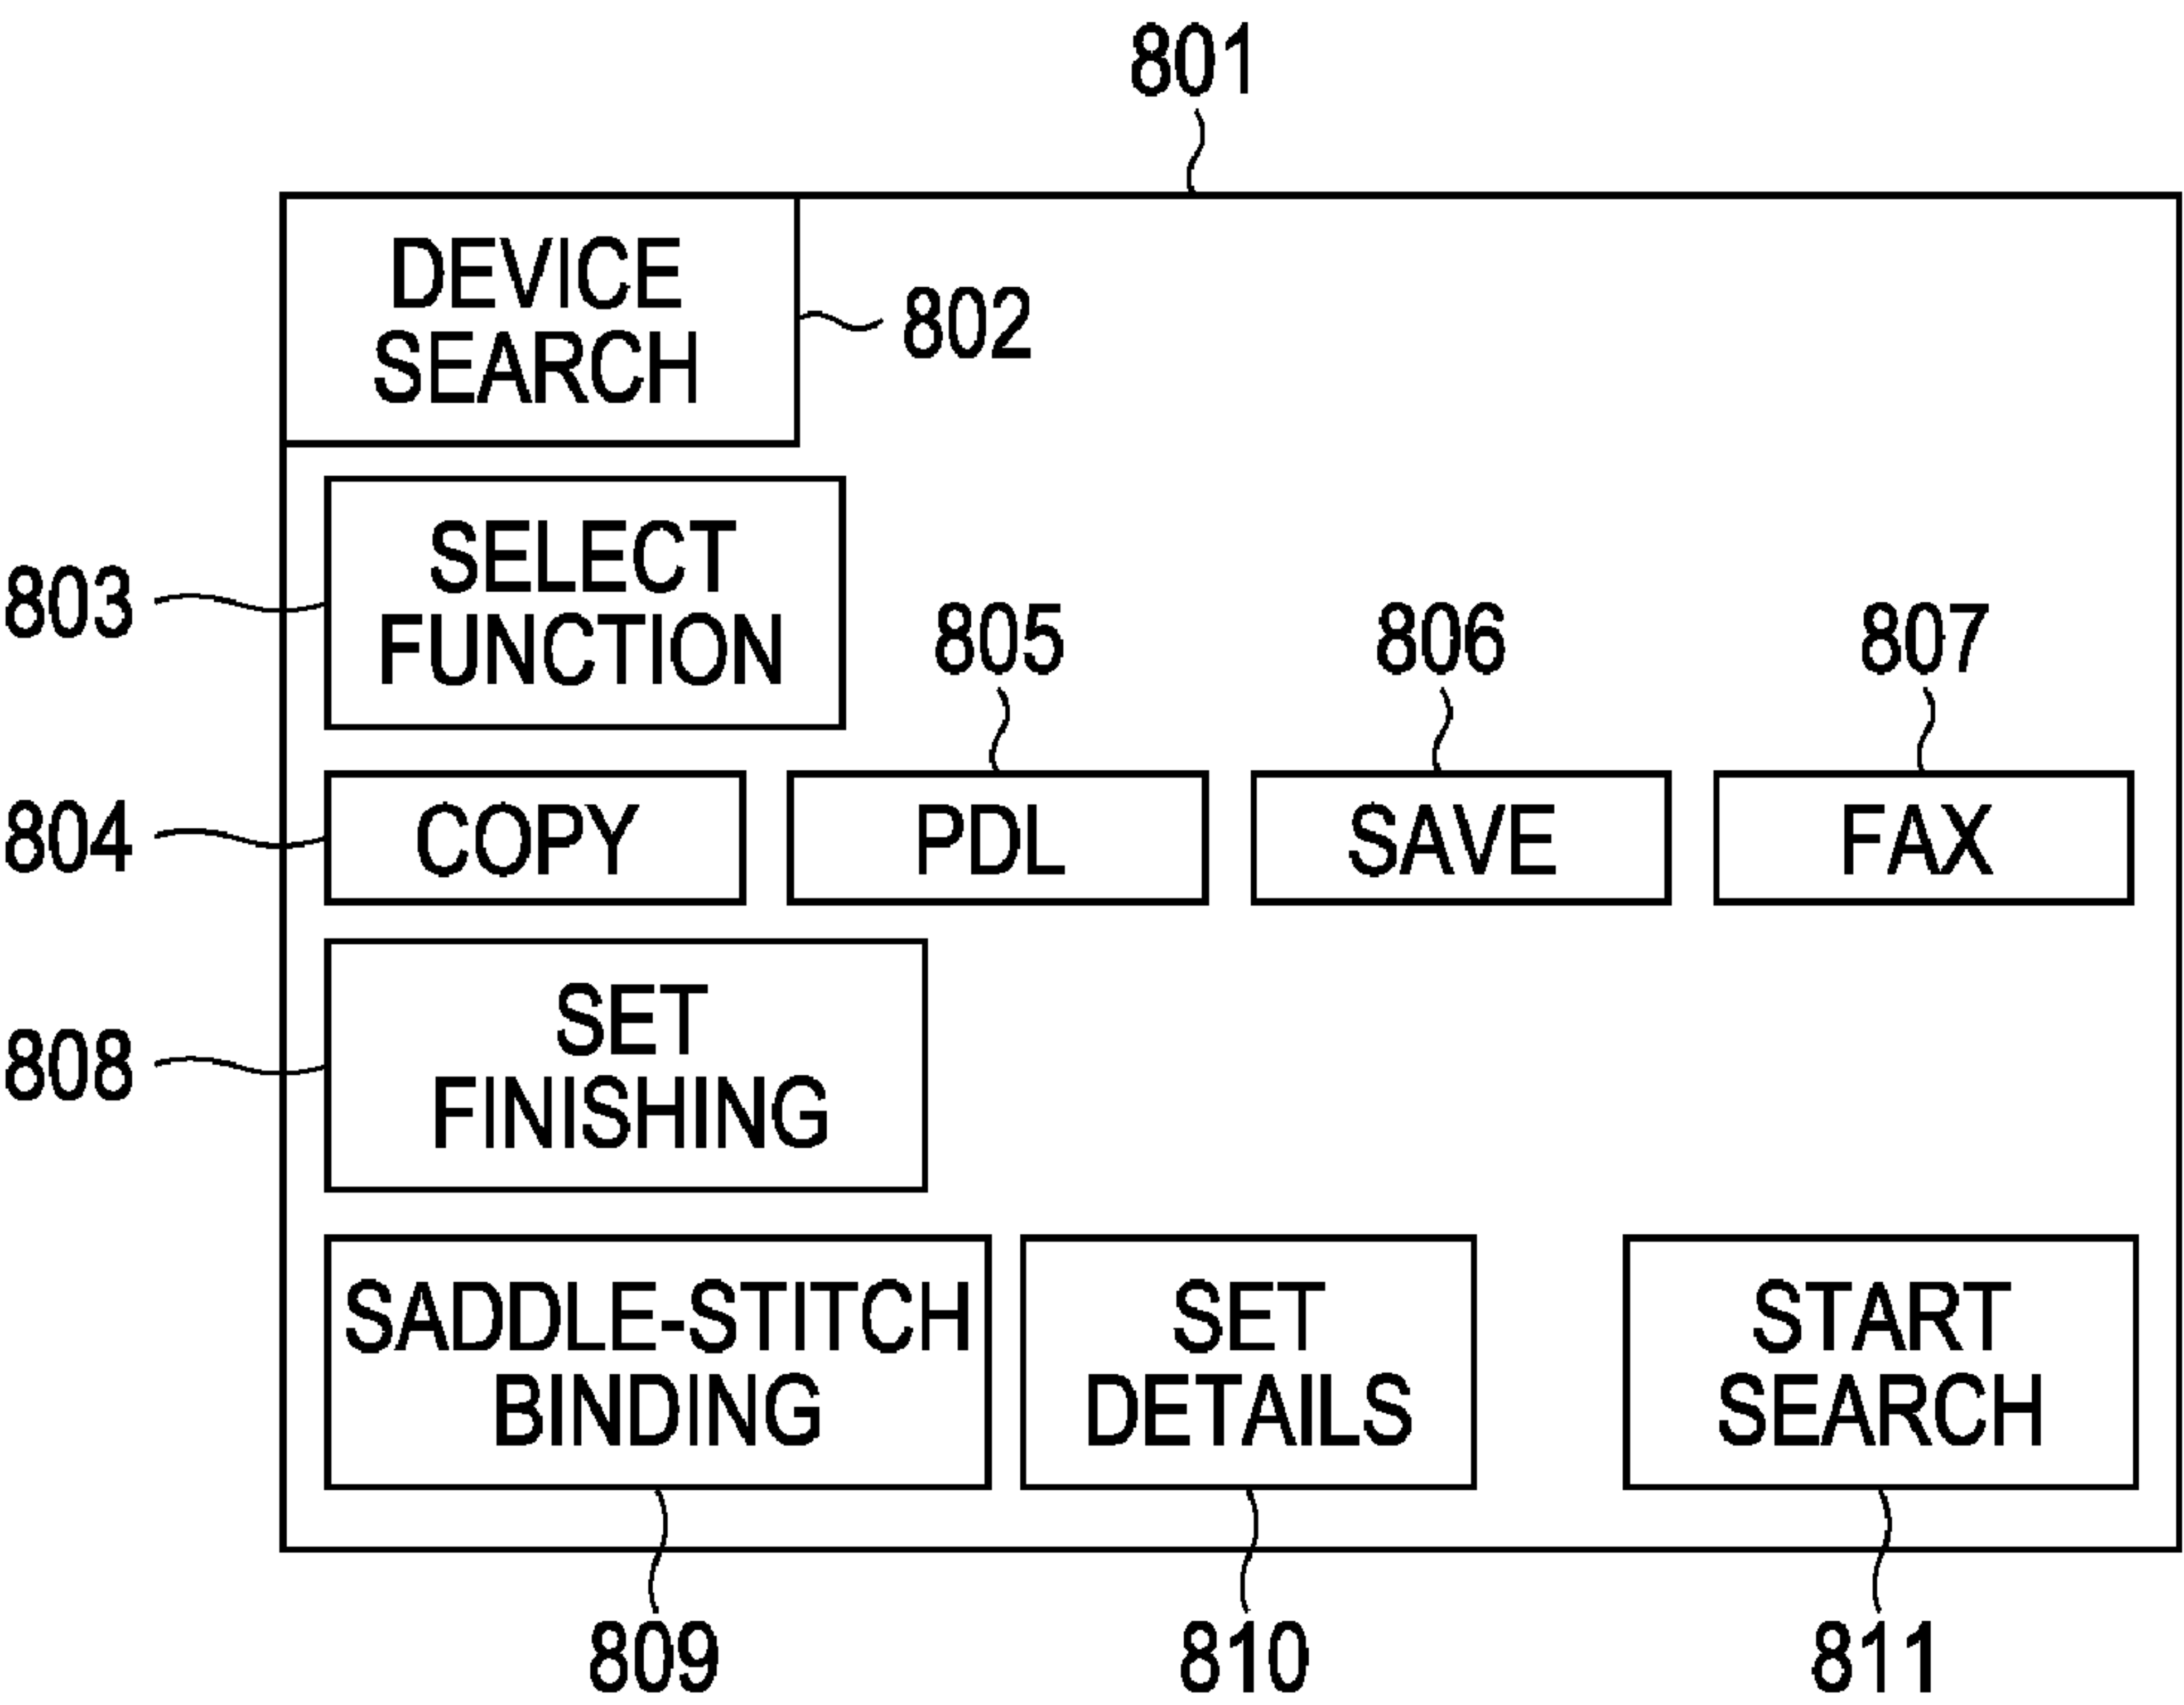 801
DEVICE
SEARCH
802
SELECT
FUNCTION
803
805
806
807
804
COPY
PDL
SAVE
FAX
SET
FINISHING
808
SADDLE-STITCH
BINDING
SET
DETAILS
START
SEARCH
809
810
811